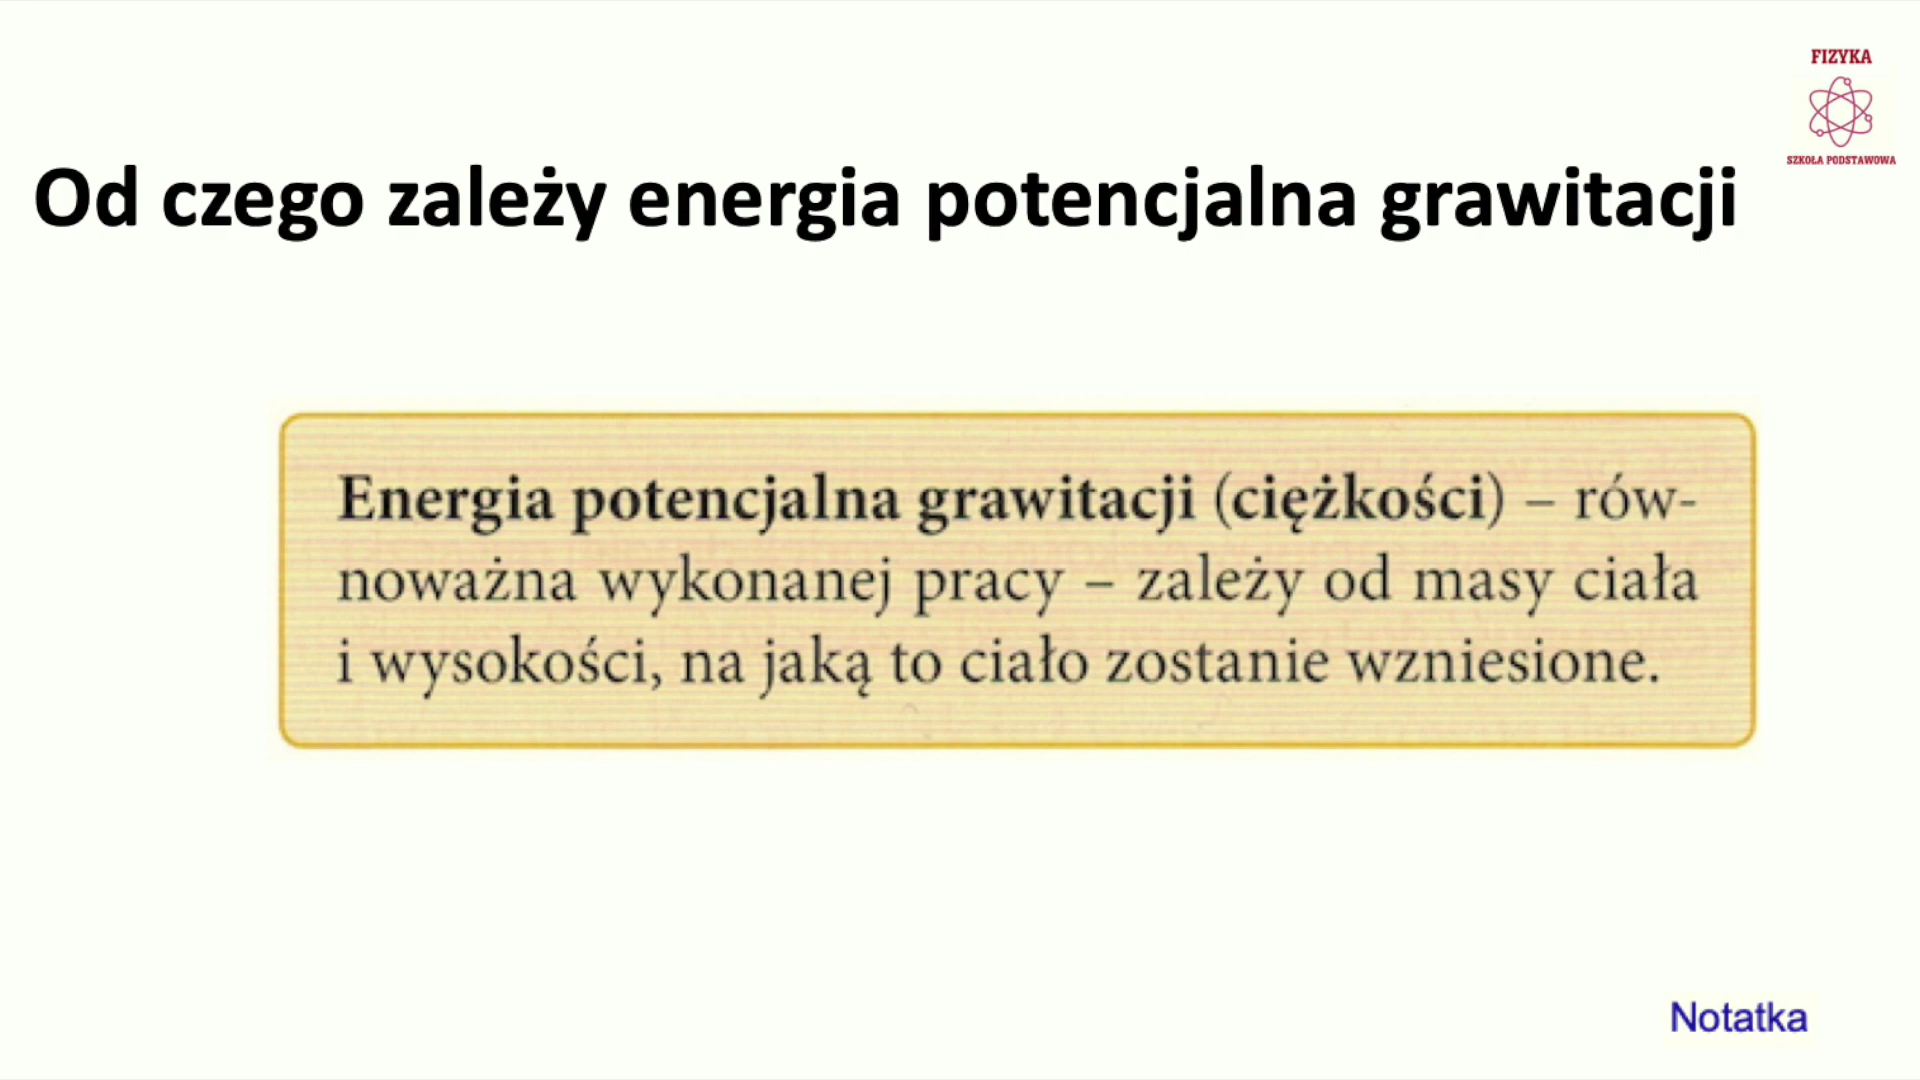 FIZYKA
SZKOŁA PODSTAWOWA
Od czego zależy energia potencjalna grawitacji
Energia potencjalna grawitacji (ciężkości) – rów-
noważna wykonanej pracy – zależy od masy ciała
i wysokości, na jaką to ciało zostanie wzniesione.
Notatka